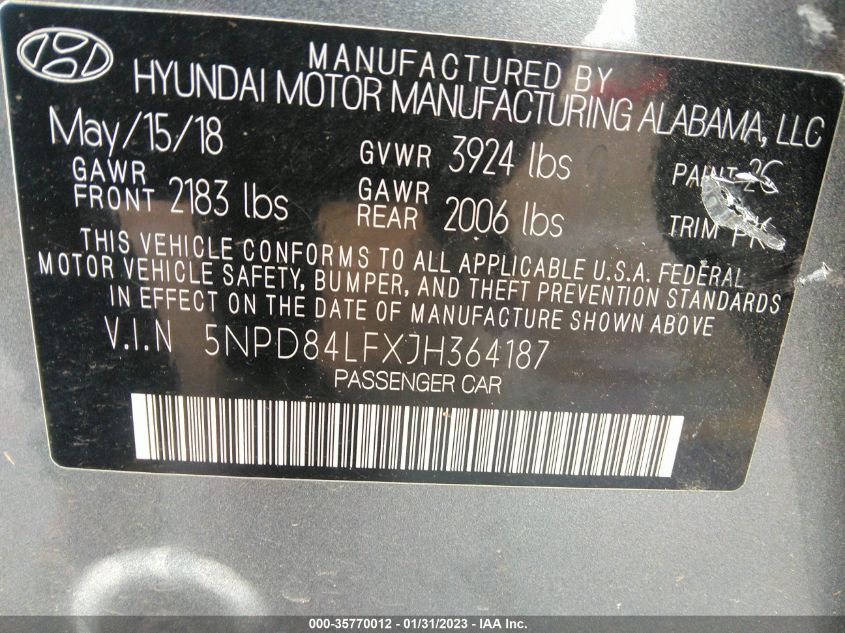 MANUFACTURED BY
HYUNDAI MOTOR MANUFACTURING ALABAMA, LLC
May/15/18 GVWR 3924 lbs PAINT
GAWR FRONT 2183 lbs GAWR REAR 2006 lbs TRIM
THIS VEHICLE CONFORMS TO ALL APPLICABLE U.S.A. FEDERAL
MOTOR VEHICLE SAFETY, BUMPER, AND THEFT PREVENTION STANDARDS
IN EFFECT ON THE DATE OF MANUFACTURE SHOWN ABOVE
V.I.N 5NPD84LFXJH364187
PASSENGER CAR
000-35770012 - 01/31/2023 - IAA Inc.